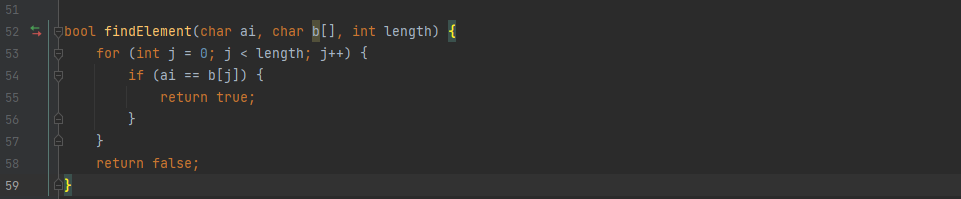 51
52 bool findElement(char ai, char b[], int length) {
53     for (int j = 0; j < length; j++) {
54         if (ai == b[j]) {
55             return true;
56         }
57     }
58     return false;
59 }